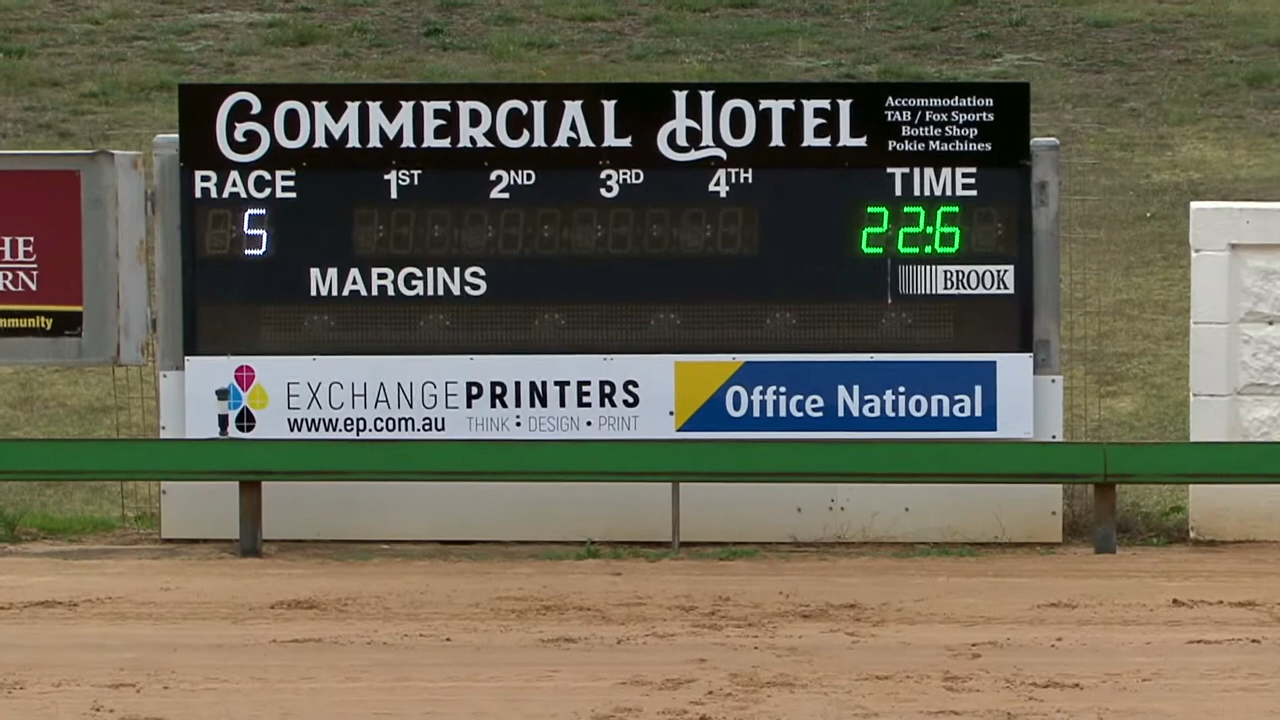 COMMERCIAL HOTEL
Accommodation
TAB / Fox Sports
Bottle Shop
Pokie Machines
RACE 1ST 2ND 3RD 4TH TIME
5 22:6
MARGINS
BROOK
HE
RN
mmunity
EXCHANGEPRINTERS
www.ep.com.au THINK : DESIGN • PRINT
Office National